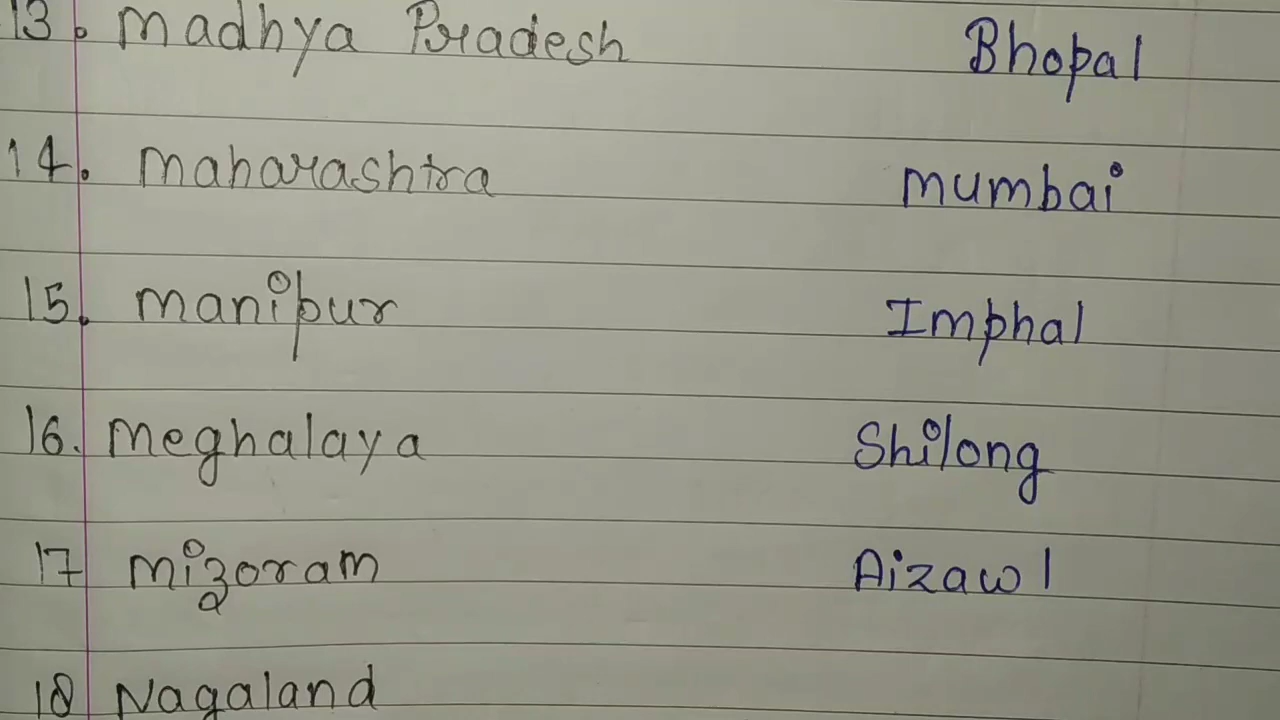 13. Madhya Pradesh Bhopal
14. Maharashtra Mumbai
15. Manipur Imphal
16. Meghalaya Shilong
17 Mizoram Aizawl
18 Nagaland